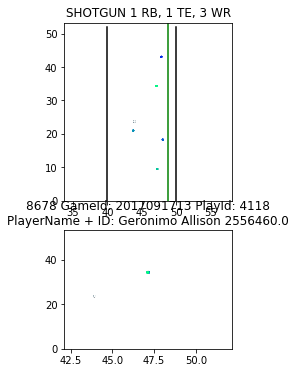 SHOTGUN 1 RB, 1 TE, 3 WR
50
40
30
20
10
0
35 40 45 50 55
8678 GameId: 2017091713 PlayId: 4118
PlayerName + ID: Geronimo Allison 2556460.0
40
20
0
42.5 45.0 47.5 50.0